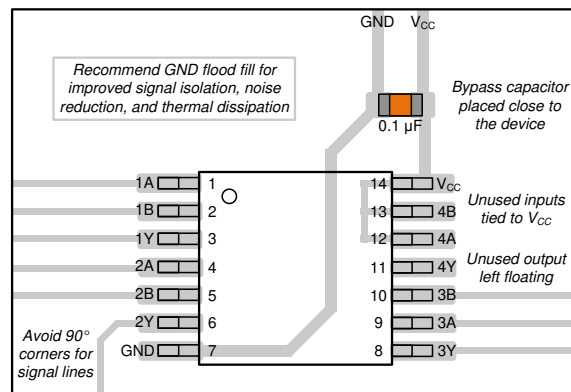 GND VCC
Recommend GND flood fill for
improved signal isolation, noise
reduction, and thermal dissipation
Bypass capacitor
placed close to
the device
0.1 µF
1A 1 14 VCC
1B 2 13 4B
1Y 3 12 4A
2A 4 11 4Y
2B 5 10 3B
2Y 6 9 3A
GND 7 8 3Y
Unused inputs
tied to VCC
Unused output
left floating
Avoid 90°
corners for
signal lines